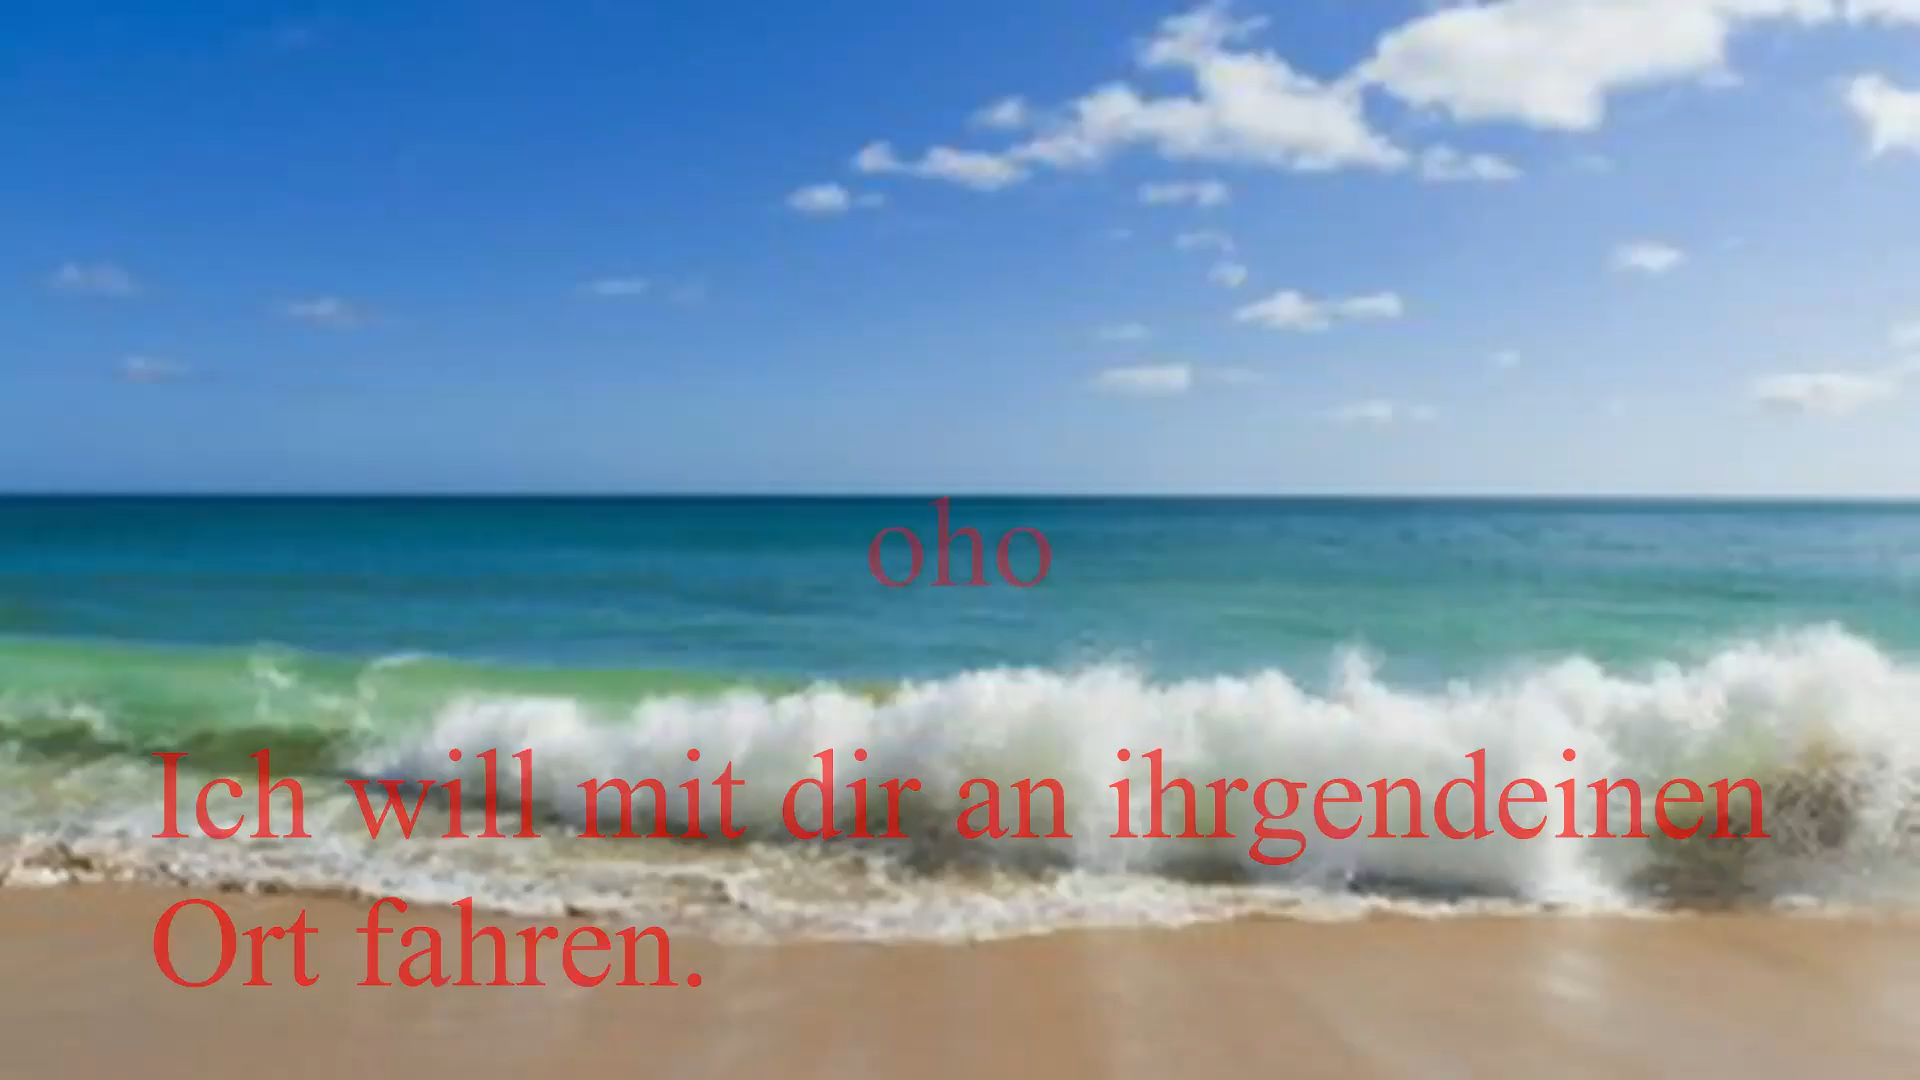 oho
Ich will mit dir an ihrgendeinen
Ort fahren.